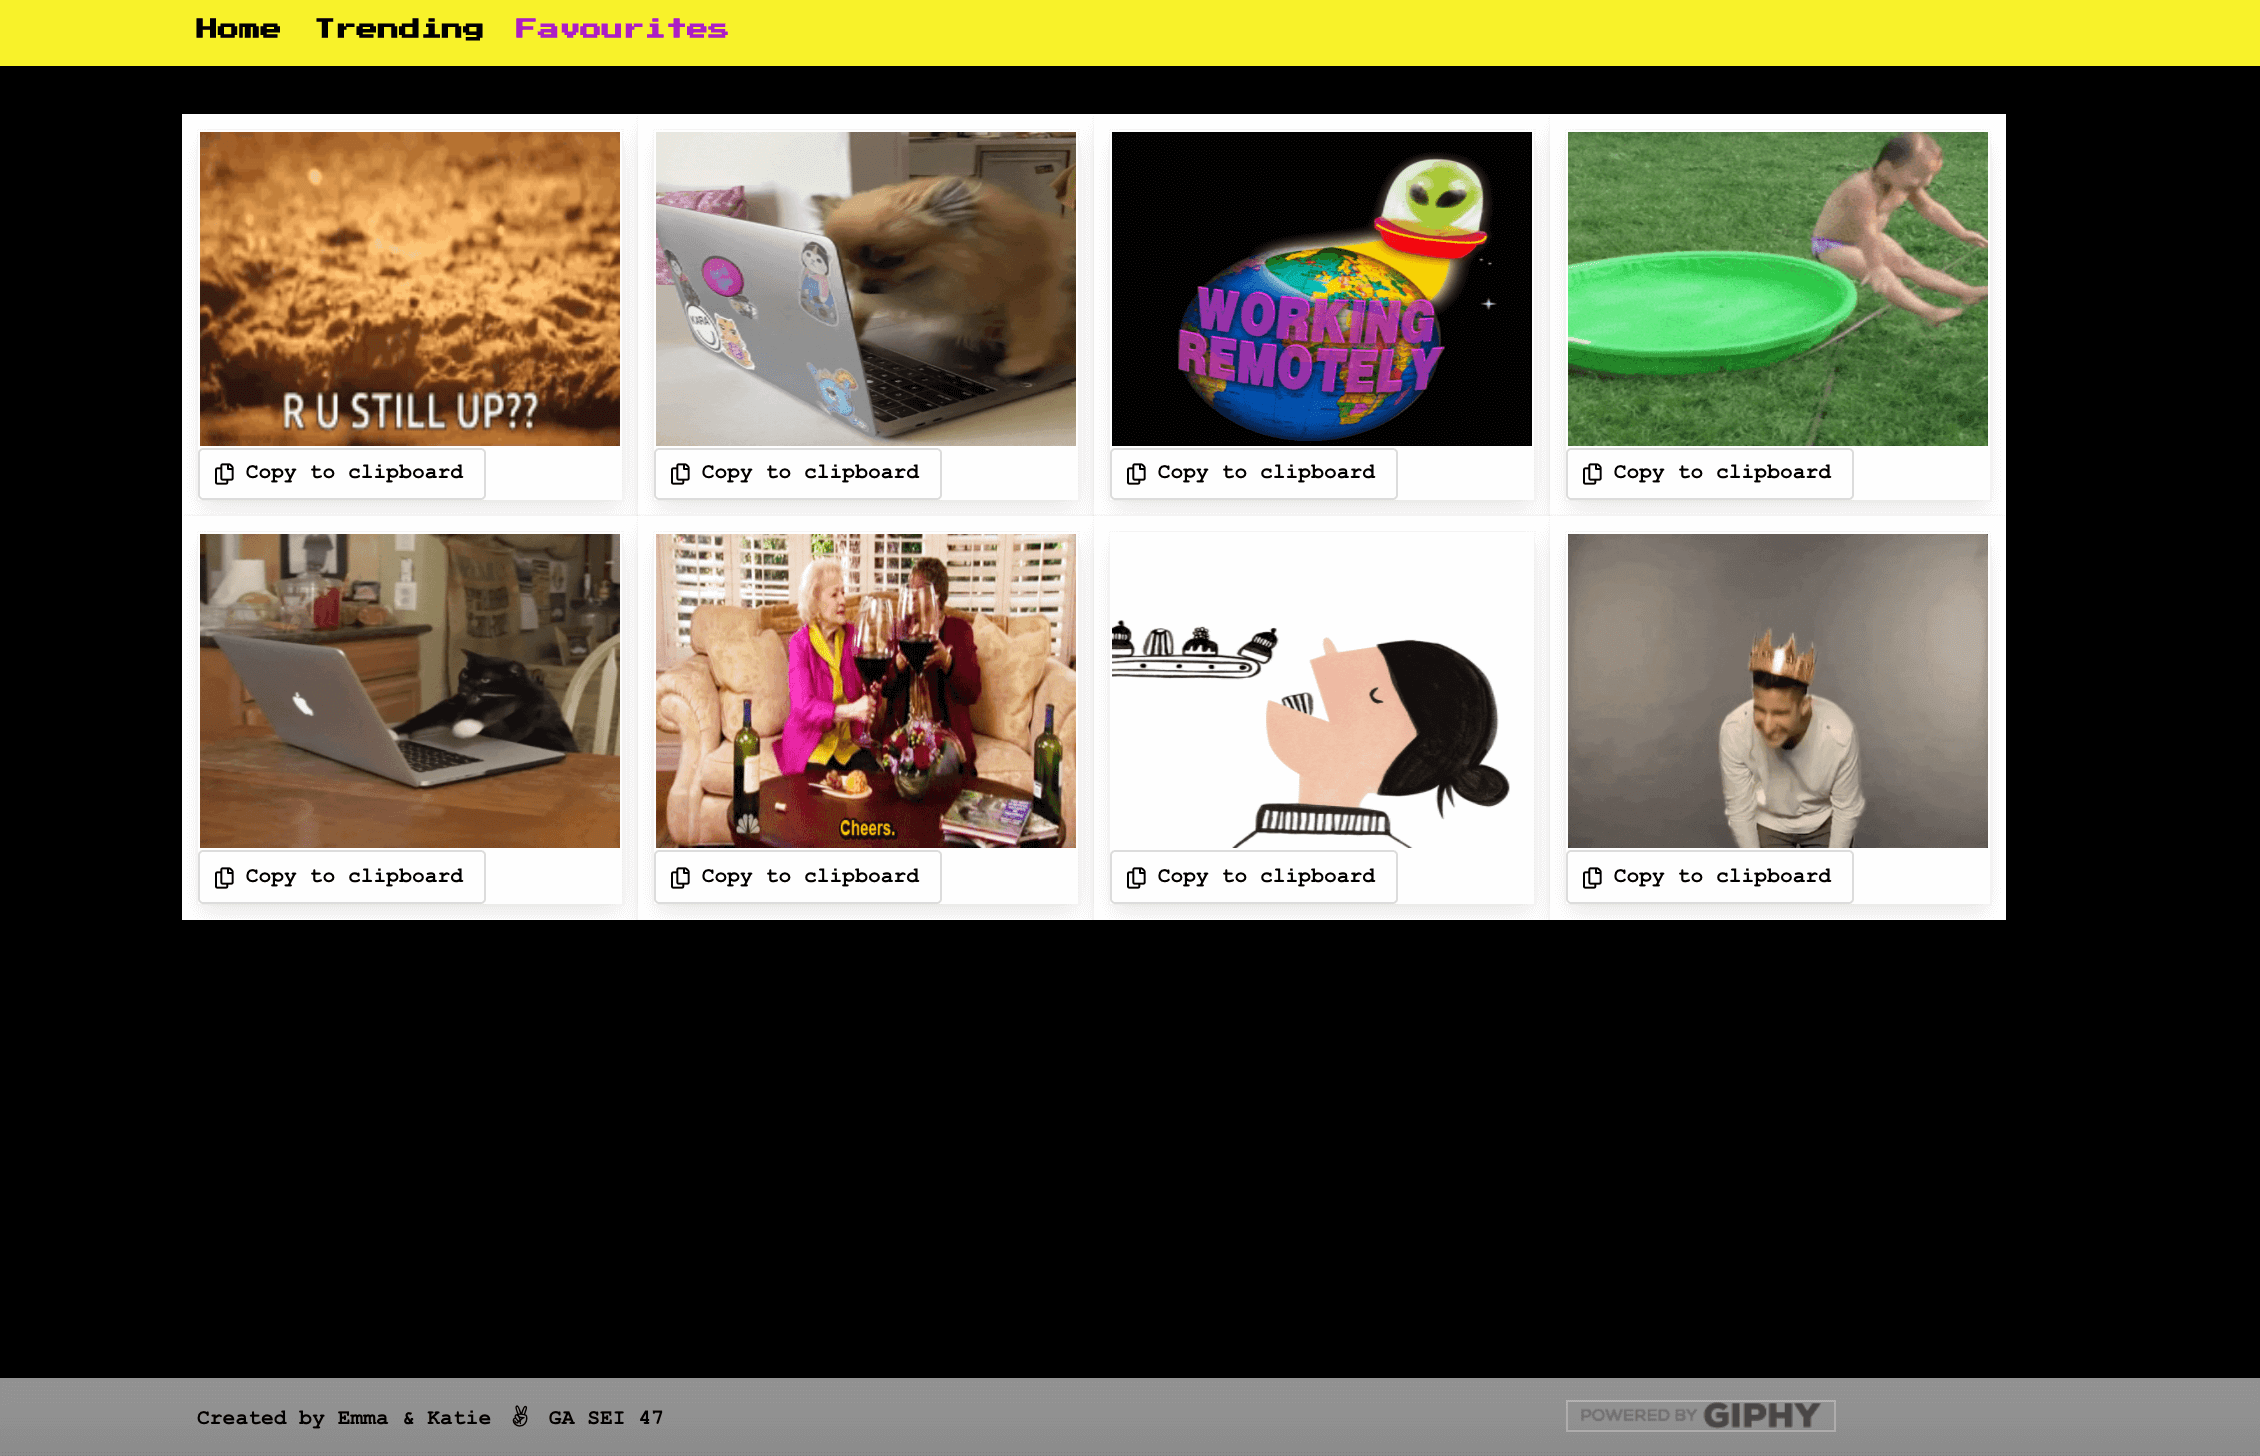 Home Trending Favourites
R U STILL UP??
KARA
WORKING
REMOTELY
Copy to clipboard Copy to clipboard Copy to clipboard Copy to clipboard
Cheers.
Copy to clipboard Copy to clipboard Copy to clipboard Copy to clipboard
Created by Emma & Katie ✌ GA SEI 47
POWERED BY GIPHY